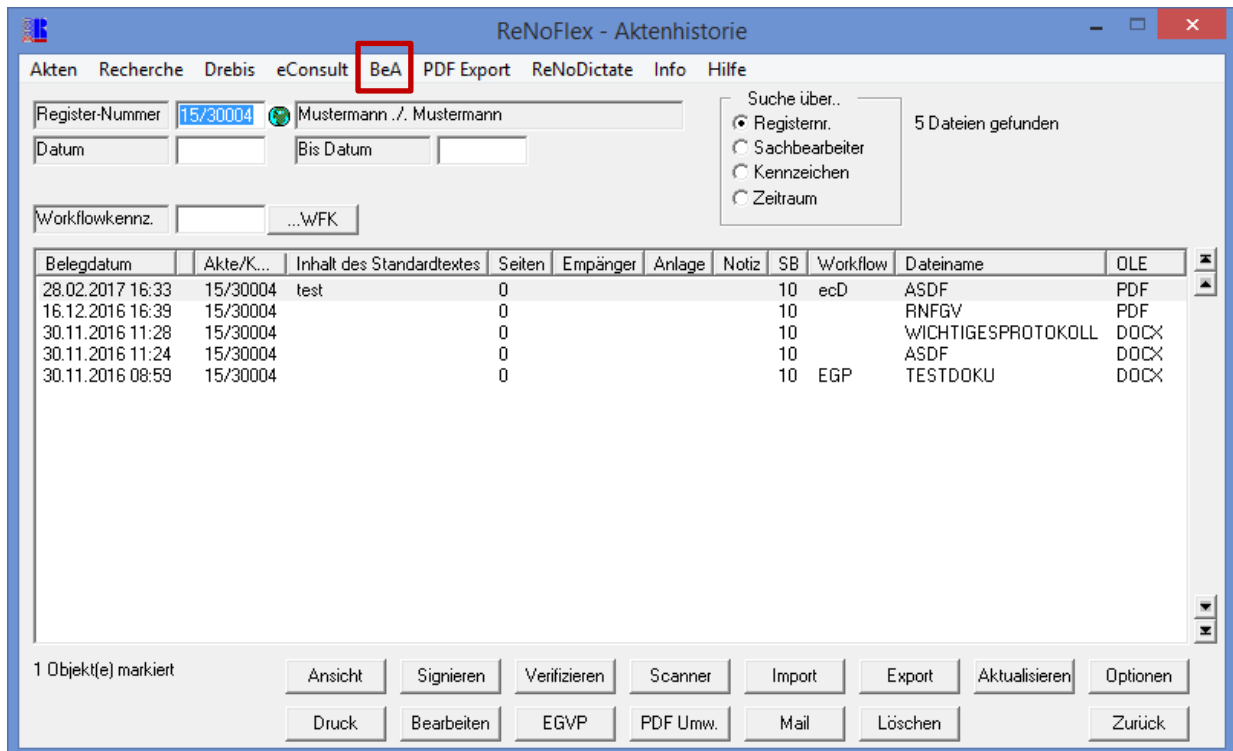 ReNoFlex - Aktenhistorie
Akten Recherche Drebis eConsult BeA PDF Export ReNoDictate Info Hilfe
Register-Nummer 15/30004 Mustermann ./. Mustermann
Datum Bis Datum
Workflowkennz. ...WFK
Suche über..
Registernr.
Sachbearbeiter
Kennzeichen
Zeitraum
5 Dateien gefunden
Belegdatum Akte/K... Inhalt des Standardtextes Seiten Empänger Anlage Notiz SB Workflow Dateiname OLE
28.02.2017 16:33 15/30004 test 0 10 ecD ASDF PDF
16.12.2016 16:39 15/30004 0 10 RNFGV PDF
30.11.2016 11:28 15/30004 0 10 WICHTIGESPROTOKOLL DOCX
30.11.2016 11:24 15/30004 0 10 ASDF DOCX
30.11.2016 08:59 15/30004 0 10 EGP TESTDOKU DOCX
1 Objekt(e) markiert
Ansicht Signieren Verifizieren Scanner Import Export Aktualisieren Optionen
Druck Bearbeiten EGVP PDF Umw. Mail Löschen Zurück